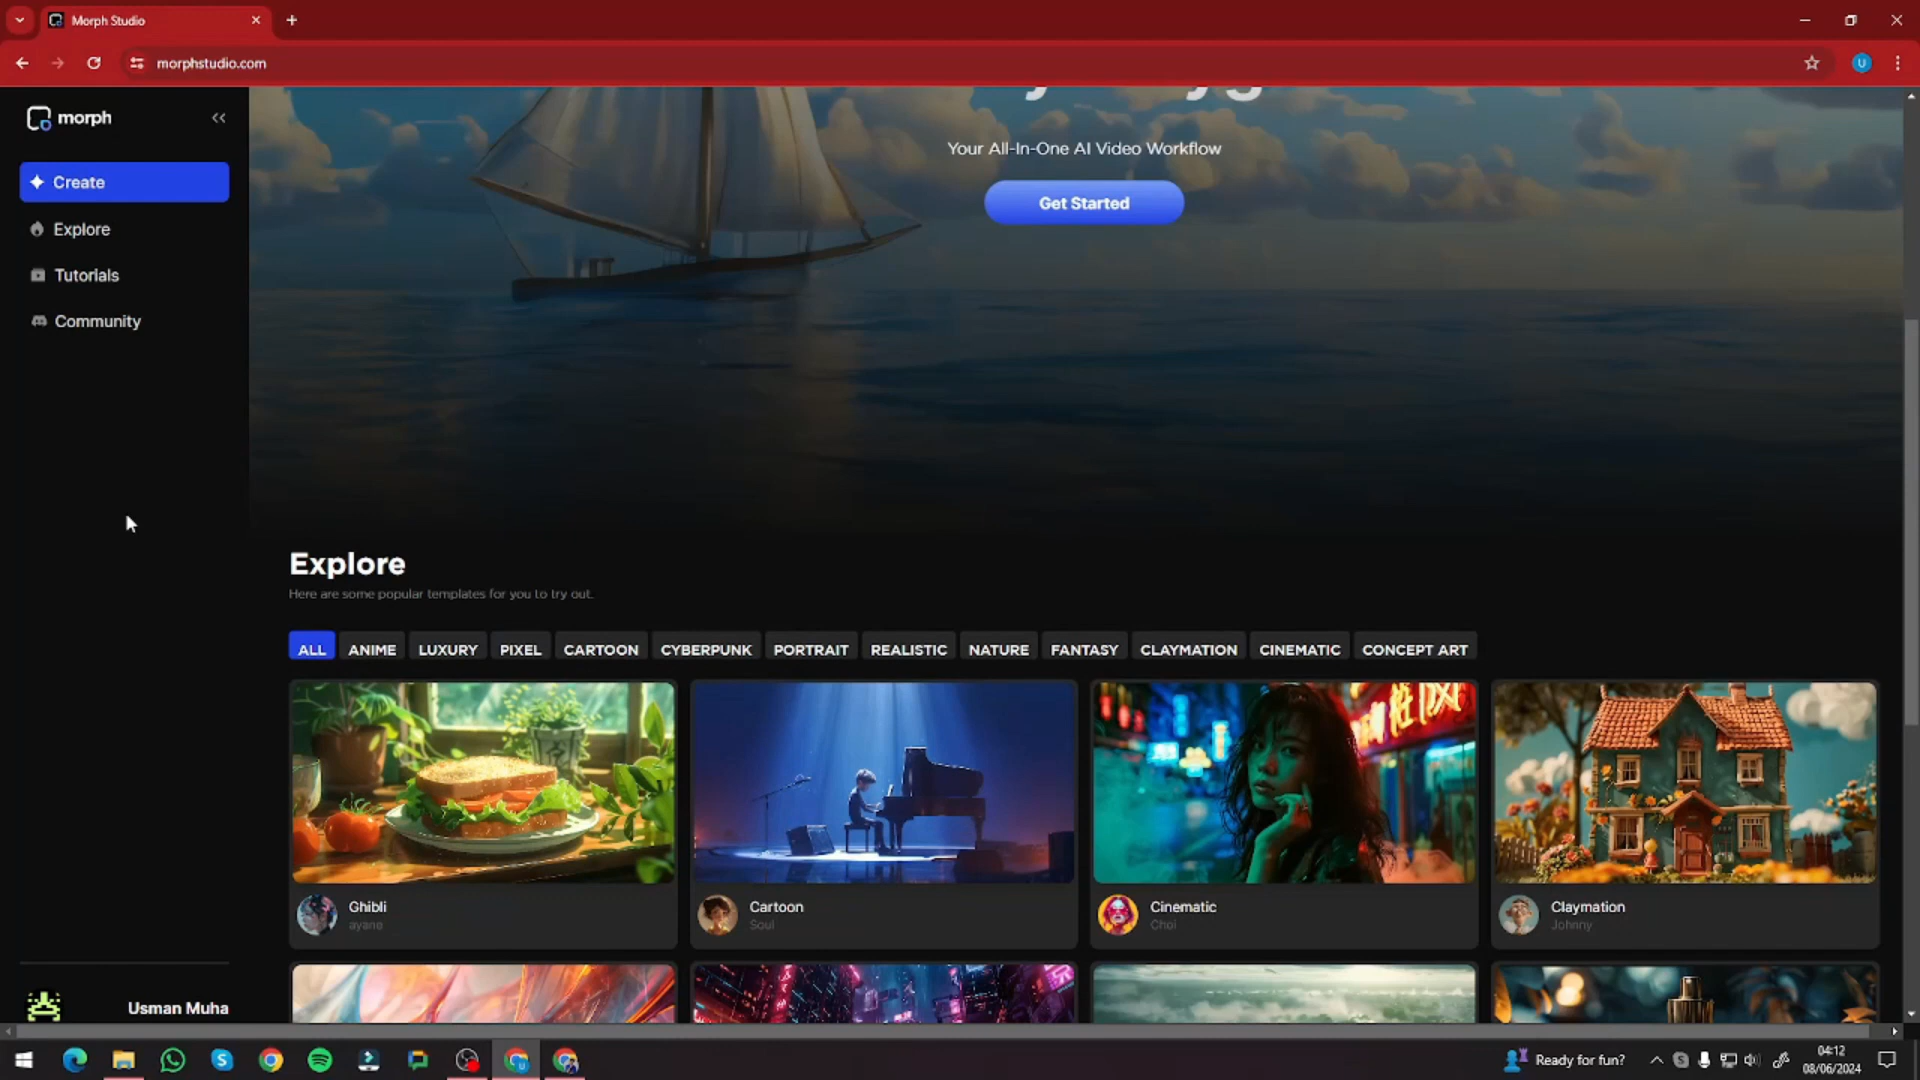 Morph Studio
morphstudio.com
U
morph
Create
Explore
Tutorials
Community
Your All-In-One AI Video Workflow
Get Started
Explore
Here are some popular templates for you to try out.
ALL ANIME LUXURY PIXEL CARTOON CYBERPUNK PORTRAIT REALISTIC NATURE FANTASY CLAYMATION CINEMATIC CONCEPT ART
Ghibli
ayano
Cartoon
Soul
Cinematic
Choi
Claymation
Johnny
Usman Muha
Ready for fun?
04:12
08/06/2024